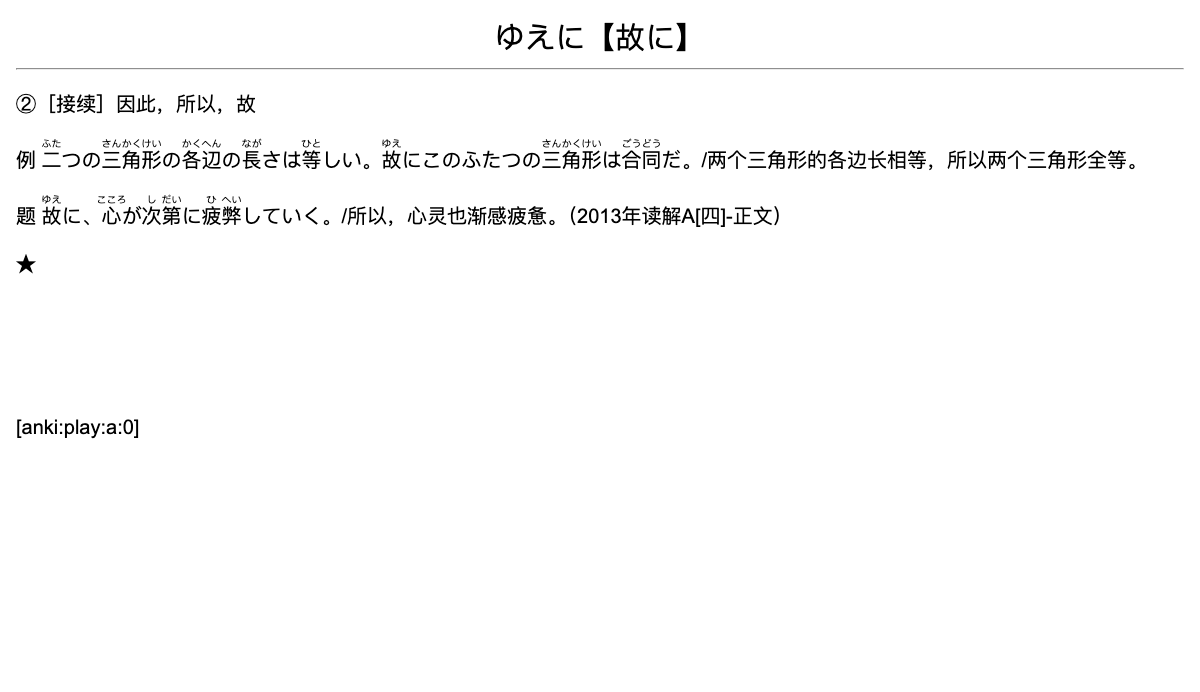 ゆえに【故に】
②［接续］因此，所以，故
ふた さんかくけい かくへん なが ひと ゆえ さんかくけい ごうどう
例 二つの三角形の各辺の長さは等しい。故にこのふたつの三角形は合同だ。/两个三角形的各边长相等，所以两个三角形全等。
ゆえ こころ し だい ひ へい
题 故に、心が次第に疲弊していく。/所以，心灵也渐感疲惫。（2013年读解A[四]-正文）
★
[anki:play:a:0]